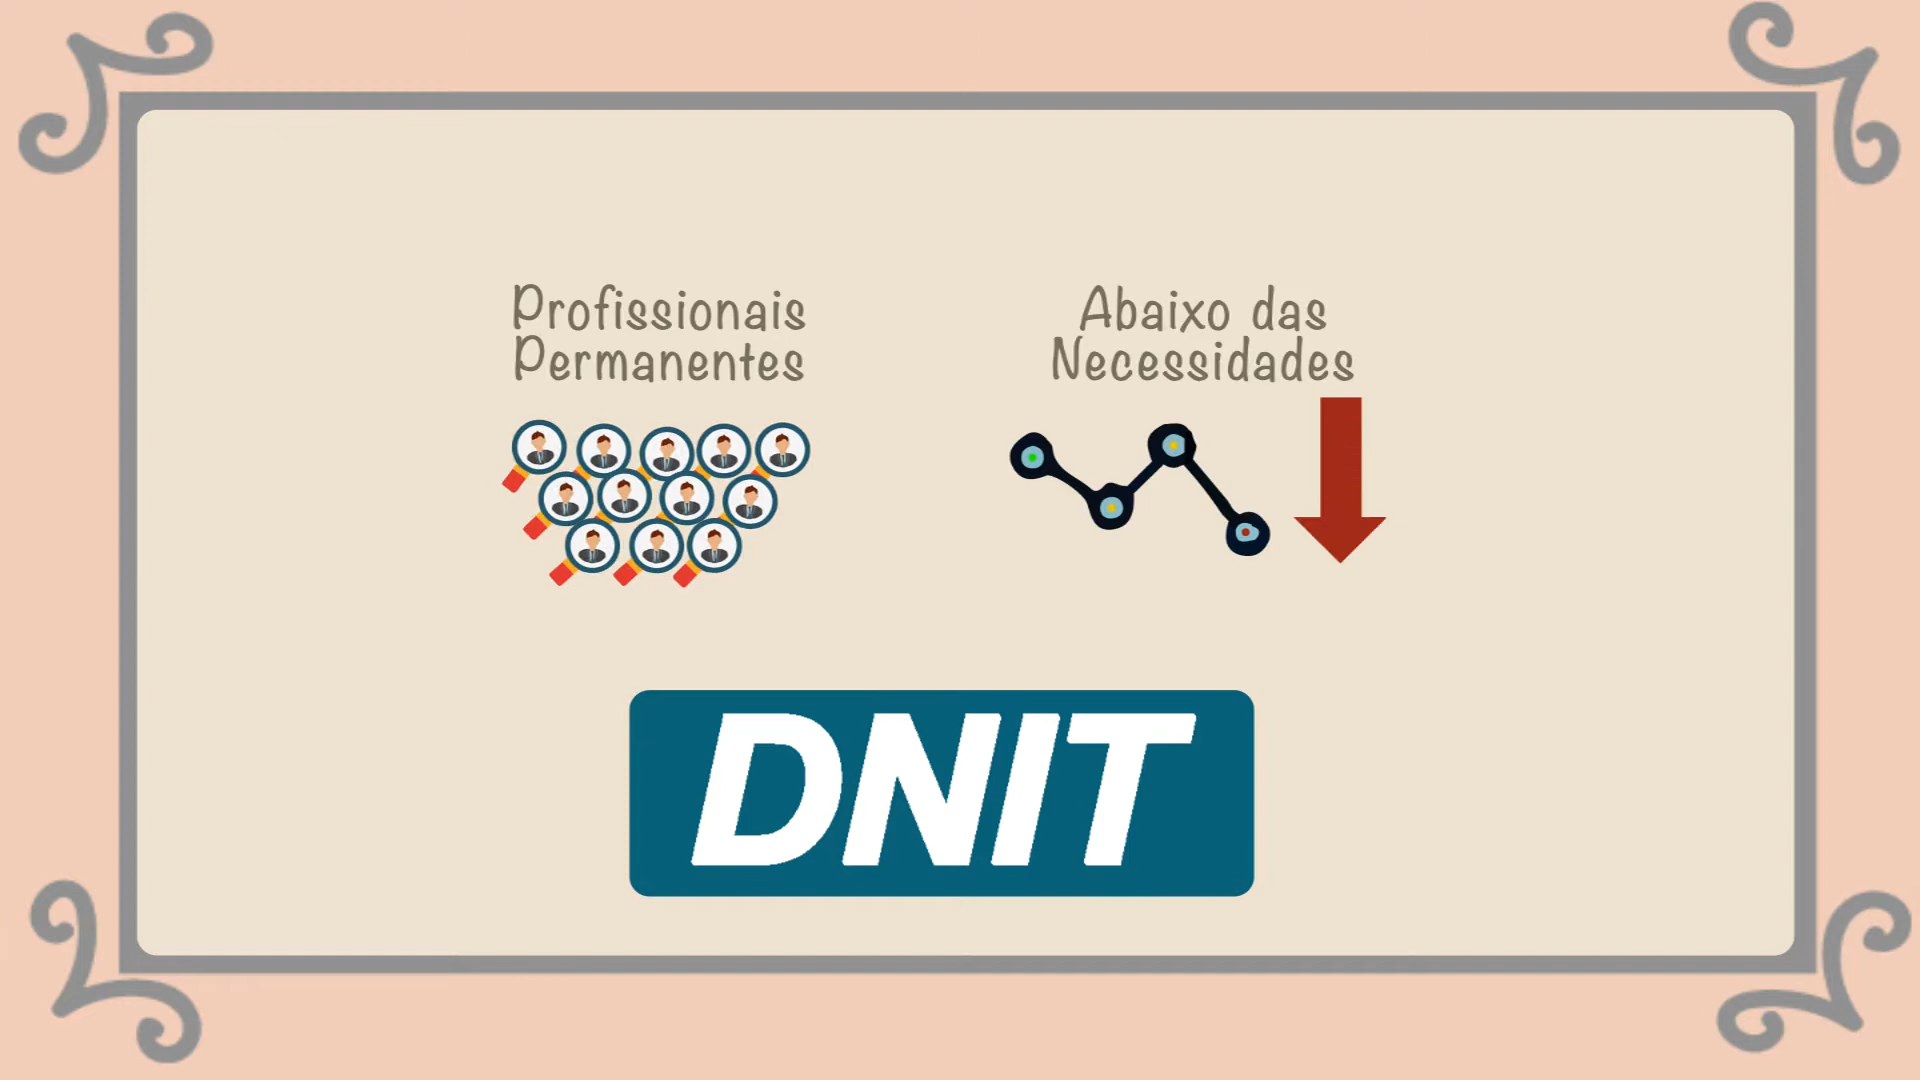 Profissionais
Permanentes
Abaixo das
Necessidades
DNIT